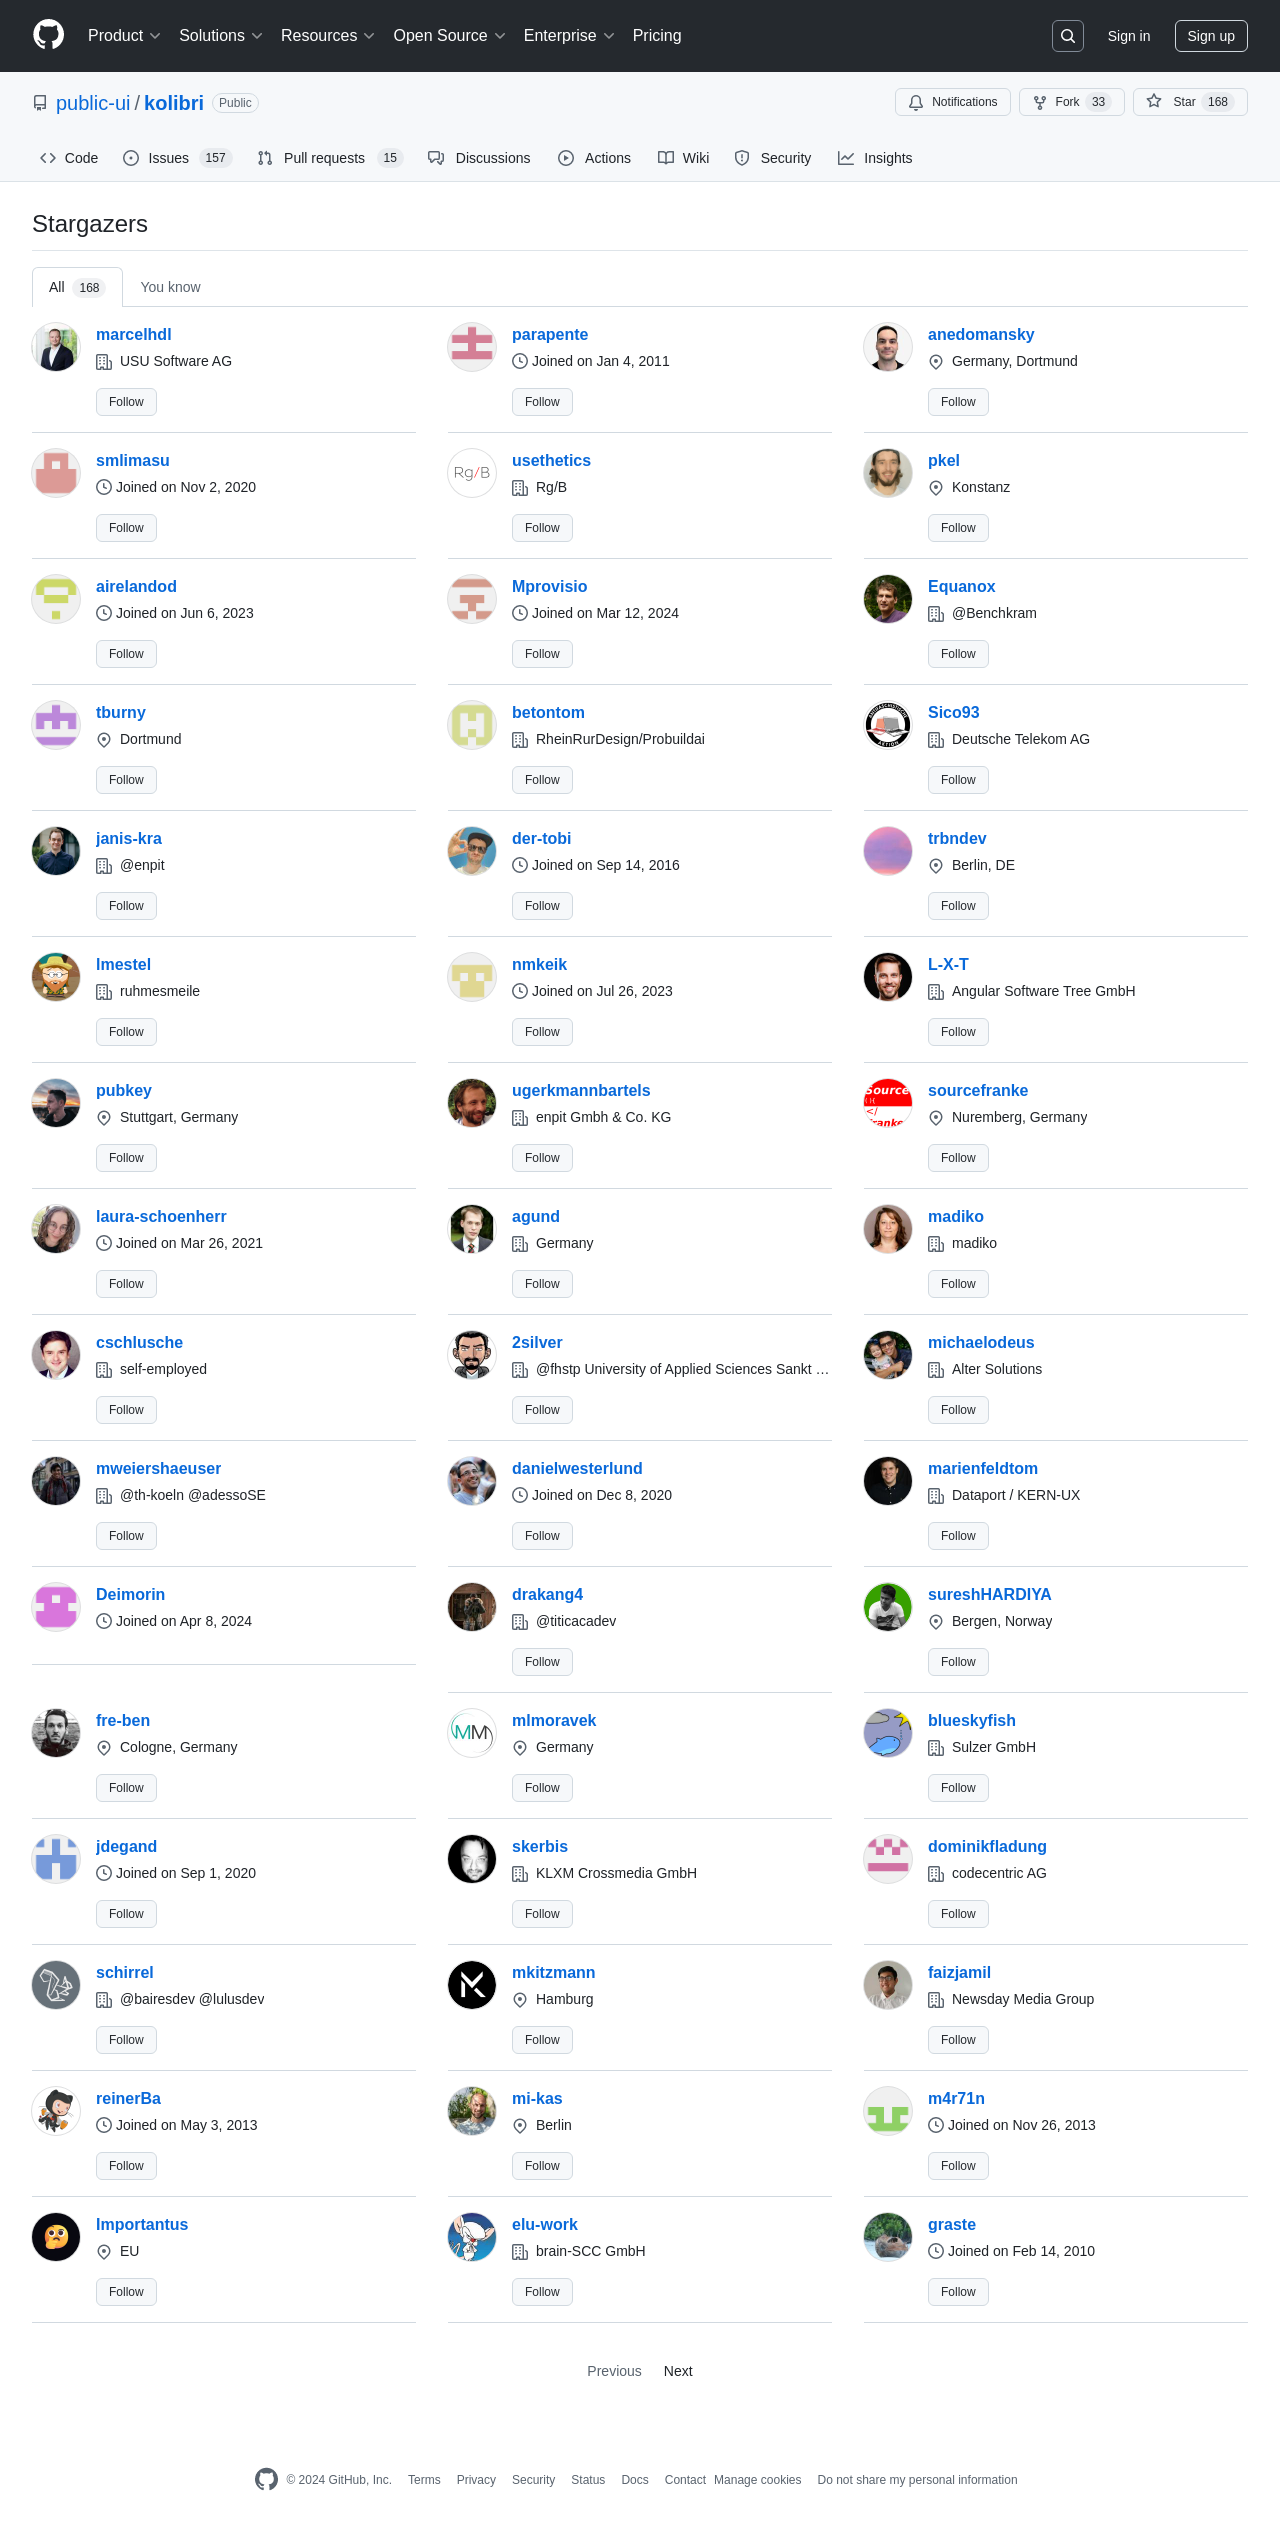 Product Solutions Resources Open Source Enterprise Pricing Sign in Sign up
public-ui / kolibri Public Notifications Fork 33 Star 168
Code Issues 157 Pull requests 15 Discussions Actions Wiki Security Insights
Stargazers
All 168 You know
marcelhdl
USU Software AG
Follow
parapente
Joined on Jan 4, 2011
Follow
anedomansky
Germany, Dortmund
Follow
smlimasu
Joined on Nov 2, 2020
Follow
Rg/B
usethetics
Rg/B
Follow
pkel
Konstanz
Follow
airelandod
Joined on Jun 6, 2023
Follow
Mprovisio
Joined on Mar 12, 2024
Follow
Equanox
@Benchkram
Follow
tburny
Dortmund
Follow
betontom
RheinRurDesign/Probuildai
Follow
Sico93
Deutsche Telekom AG
Follow
janis-kra
@enpit
Follow
der-tobi
Joined on Sep 14, 2016
Follow
trbndev
Berlin, DE
Follow
lmestel
ruhmesmeile
Follow
nmkeik
Joined on Jul 26, 2023
Follow
L-X-T
Angular Software Tree GmbH
Follow
pubkey
Stuttgart, Germany
Follow
ugerkmannbartels
enpit Gmbh & Co. KG
Follow
Source
</
ranke
sourcefranke
Nuremberg, Germany
Follow
laura-schoenherr
Joined on Mar 26, 2021
Follow
agund
Germany
Follow
madiko
madiko
Follow
cschlusche
self-employed
Follow
2silver
@fhstp University of Applied Sciences Sankt …
Follow
michaelodeus
Alter Solutions
Follow
mweiershaeuser
@th-koeln @adessoSE
Follow
danielwesterlund
Joined on Dec 8, 2020
Follow
marienfeldtom
Dataport / KERN-UX
Follow
Deimorin
Joined on Apr 8, 2024
drakang4
@titicacadev
Follow
sureshHARDIYA
Bergen, Norway
Follow
fre-ben
Cologne, Germany
Follow
MM
mlmoravek
Germany
Follow
blueskyfish
Sulzer GmbH
Follow
jdegand
Joined on Sep 1, 2020
Follow
skerbis
KLXM Crossmedia GmbH
Follow
dominikfladung
codecentric AG
Follow
schirrel
@bairesdev @lulusdev
Follow
mkitzmann
Hamburg
Follow
faizjamil
Newsday Media Group
Follow
reinerBa
Joined on May 3, 2013
Follow
mi-kas
Berlin
Follow
m4r71n
Joined on Nov 26, 2013
Follow
Importantus
EU
Follow
elu-work
brain-SCC GmbH
Follow
graste
Joined on Feb 14, 2010
Follow
Previous Next
© 2024 GitHub, Inc. Terms Privacy Security Status Docs Contact Manage cookies Do not share my personal information